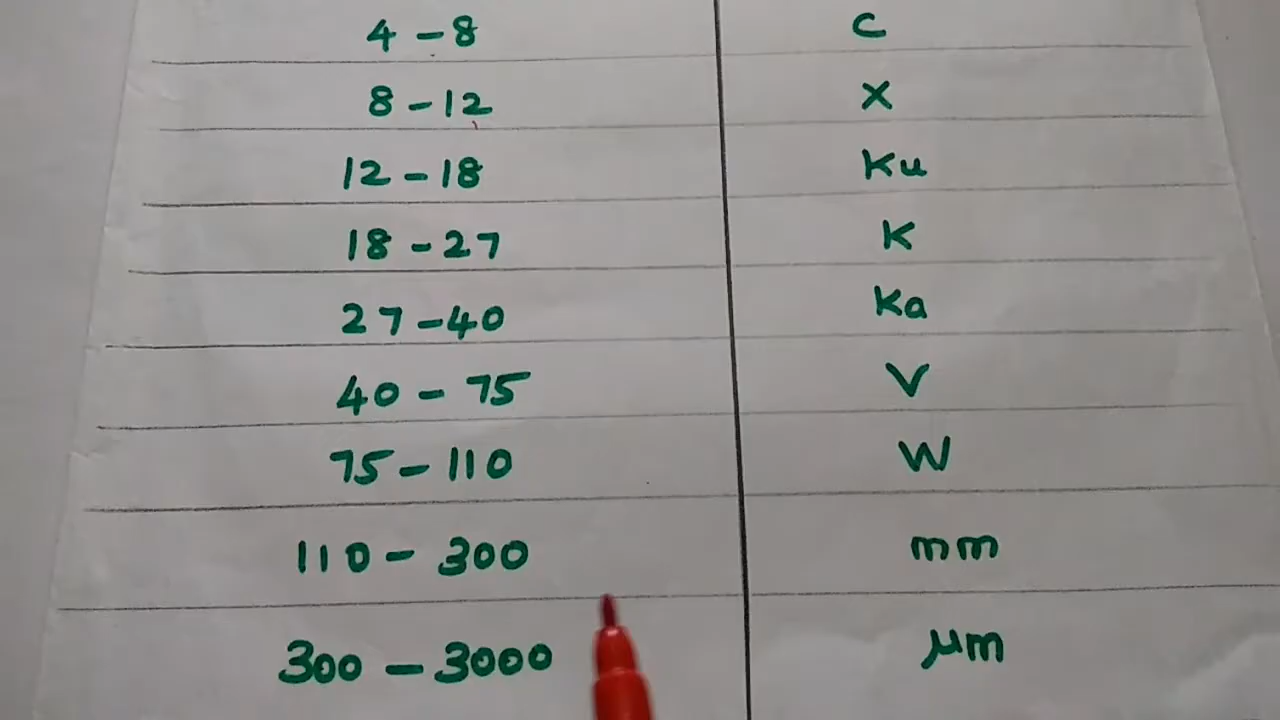 4 - 8 C
8 - 12 X
12 - 18 Ku
18 - 27 K
27 - 40 Ka
40 - 75 V
75 - 110 W
110 - 300 mm
300 - 3000 μm